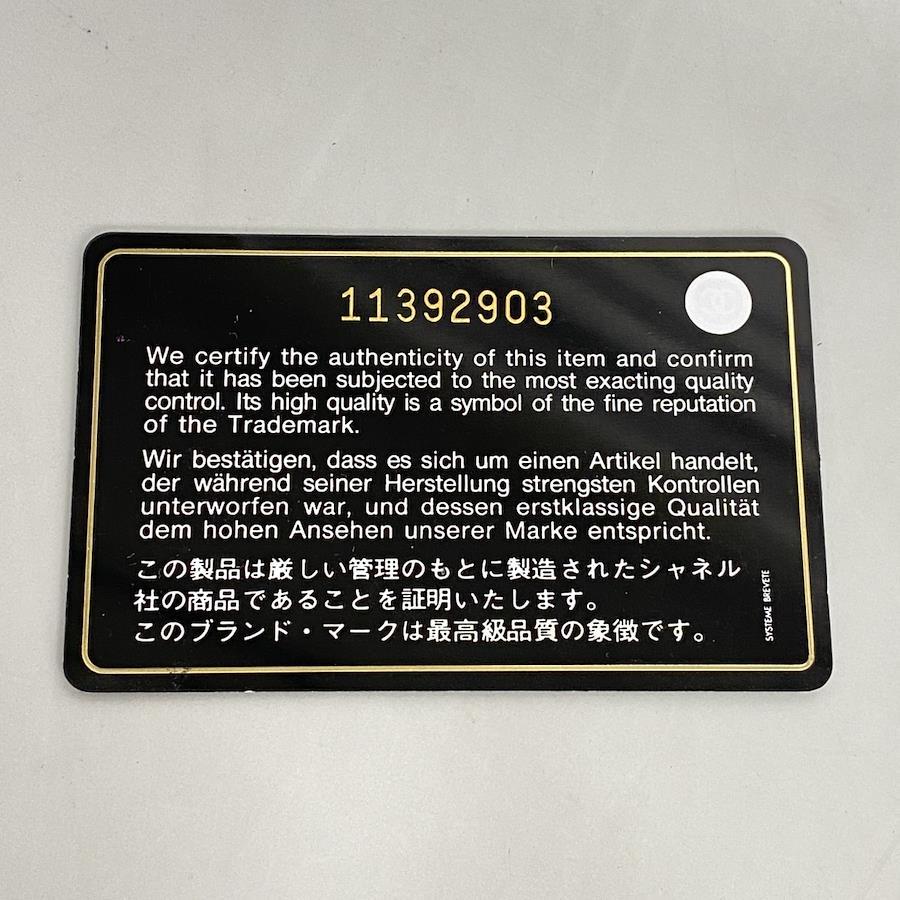 11392903
We certify the authenticity of this item and confirm
that it has been subjected to the most exacting quality
control. Its high quality is a symbol of the fine reputation
of the Trademark.
Wir bestätigen, dass es sich um einen Artikel handelt,
der während seiner Herstellung strengsten Kontrollen
unterworfen war, und dessen erstklassige Qualität
dem hohen Ansehen unserer Marke entspricht.
この製品は厳しい管理のもとに製造されたシャネル
社の商品であることを証明いたします。
このブランド・マークは最高級品質の象徴です。
SYSTEME BREVETE